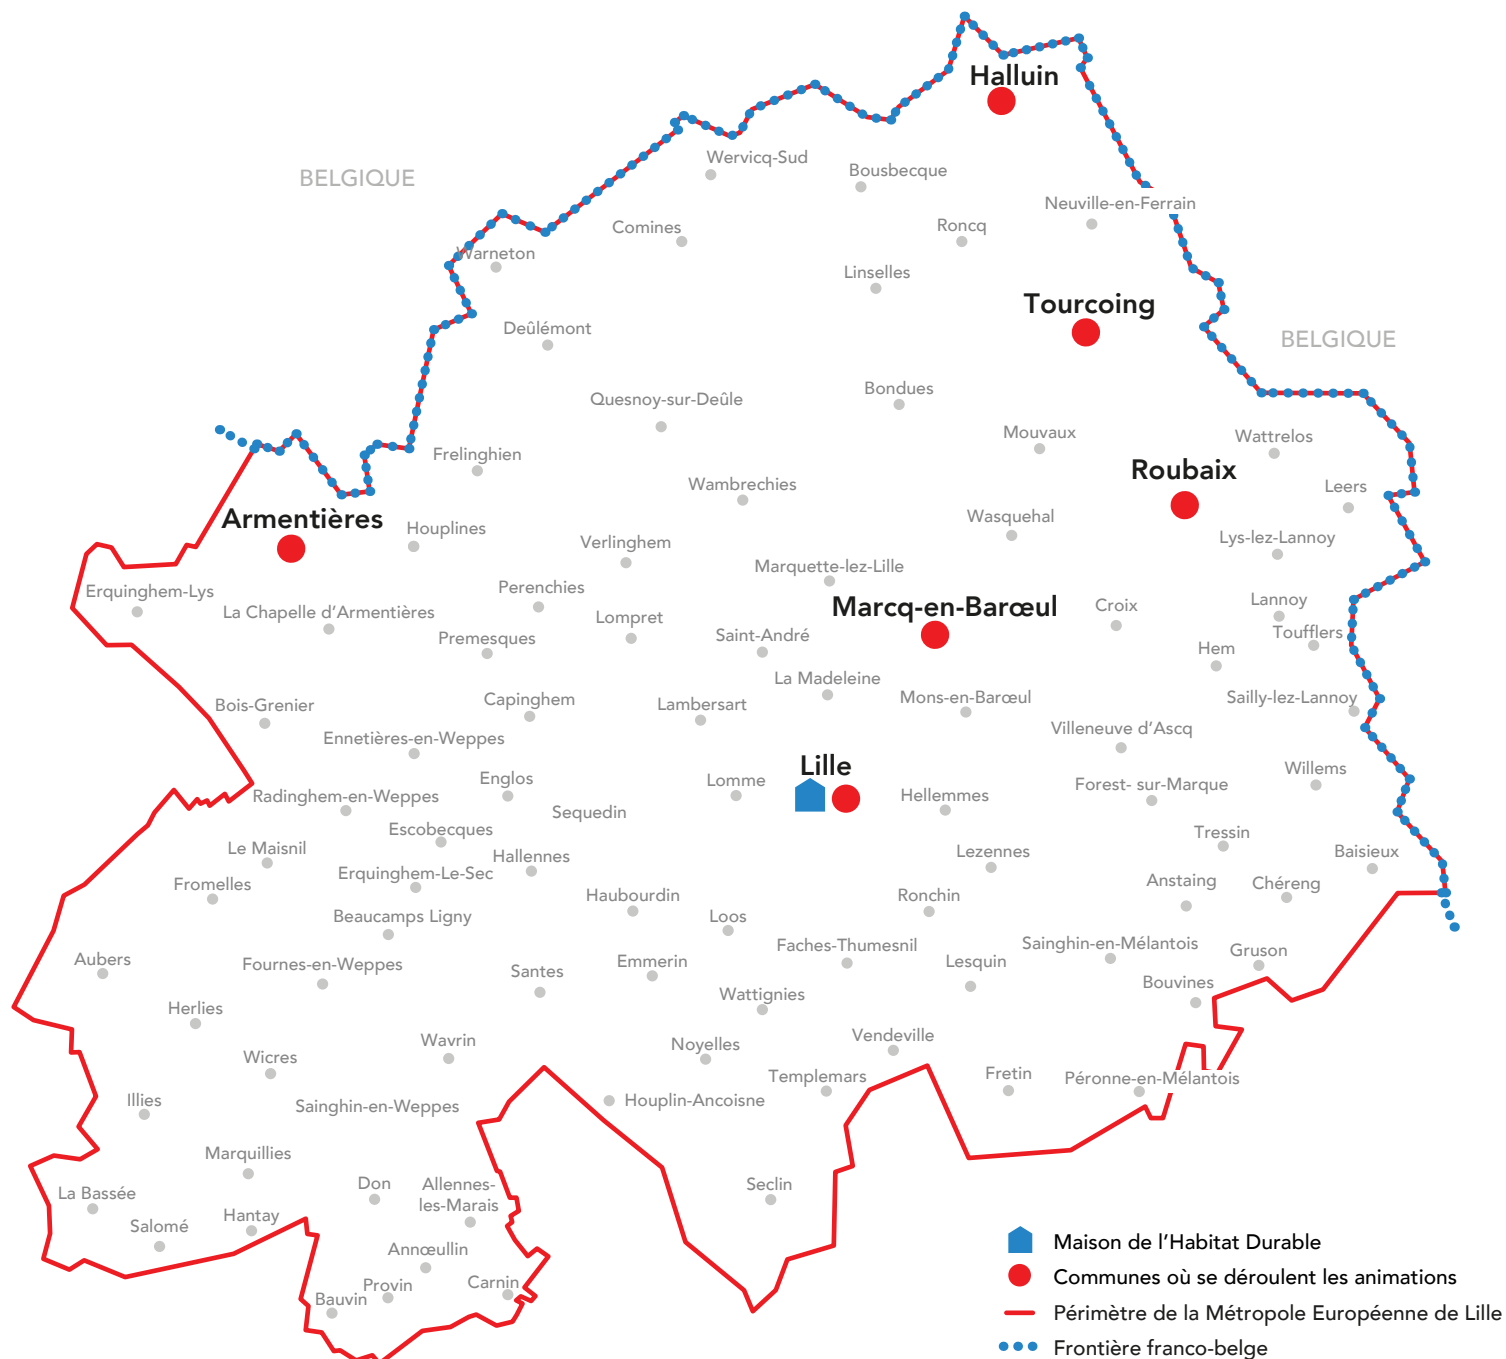 Halluin
Wervicq-Sud
Bousbecque
BELGIQUE
Neuville-en-Ferrain
Comines
Roncq
Warneton
Linselles
Tourcoing
Deûlémont
BELGIQUE
Bondues
Quesnoy-sur-Deûle
Mouvaux
Wattrelos
Frelinghien
Roubaix
Wambrechies
Leers
Armentières
Wasquehal
Houplines
Lys-lez-Lannoy
Verlinghem
Marquette-lez-Lille
Perenchies
Erquinghem-Lys
Lannoy
Marcq-en-Barœul
Croix
La Chapelle d'Armentières
Lompret
Toufflers
Saint-André
Premesques
Hem
La Madeleine
Sailly-lez-Lannoy
Mons-en-Barœul
Capinghem
Lambersart
Bois-Grenier
Villeneuve d'Ascq
Ennetières-en-Weppes
Lille
Willems
Englos
Lomme
Forest- sur-Marque
Radinghem-en-Weppes
Hellemmes
Sequedin
Escobecques
Tressin
Le Maisnil
Lezennes
Baisieux
Hallennes
Erquinghem-Le-Sec
Anstaing
Chéreng
Fromelles
Haubourdin
Ronchin
Beaucamps Ligny
Loos
Sainghin-en-Mélantois
Faches-Thumesnil
Gruson
Aubers
Emmerin
Lesquin
Fournes-en-Weppes
Santes
Bouvines
Wattignies
Herlies
Vendeville
Wavrin
Noyelles
Wicres
Fretin
Templemars
Péronne-en-Mélantois
Illies
Houplin-Ancoisne
Sainghin-en-Weppes
Marquillies
Don
Allennes-
les-Marais
Seclin
La Bassée
Hantay
Salomé
Annœullin
Carnin
Provin
Bauvin
Maison de l'Habitat Durable
Communes où se déroulent les animations
Périmètre de la Métropole Européenne de Lille
Frontière franco-belge